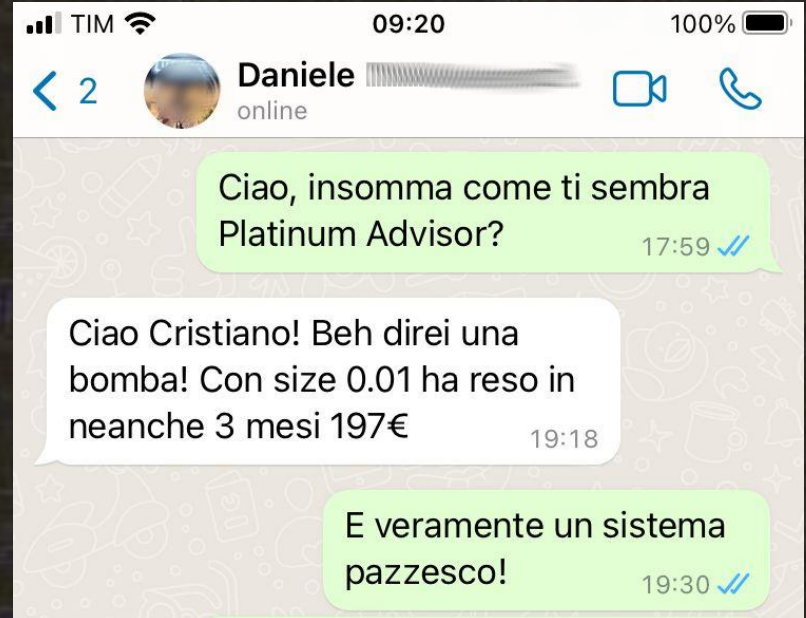 TIM 09:20 100%
2 Daniele
online
Ciao, insomma come ti sembra
Platinum Advisor?
17:59
Ciao Cristiano! Beh direi una
bomba! Con size 0.01 ha reso in
neanche 3 mesi 197€
19:18
E veramente un sistema
pazzesco!
19:30